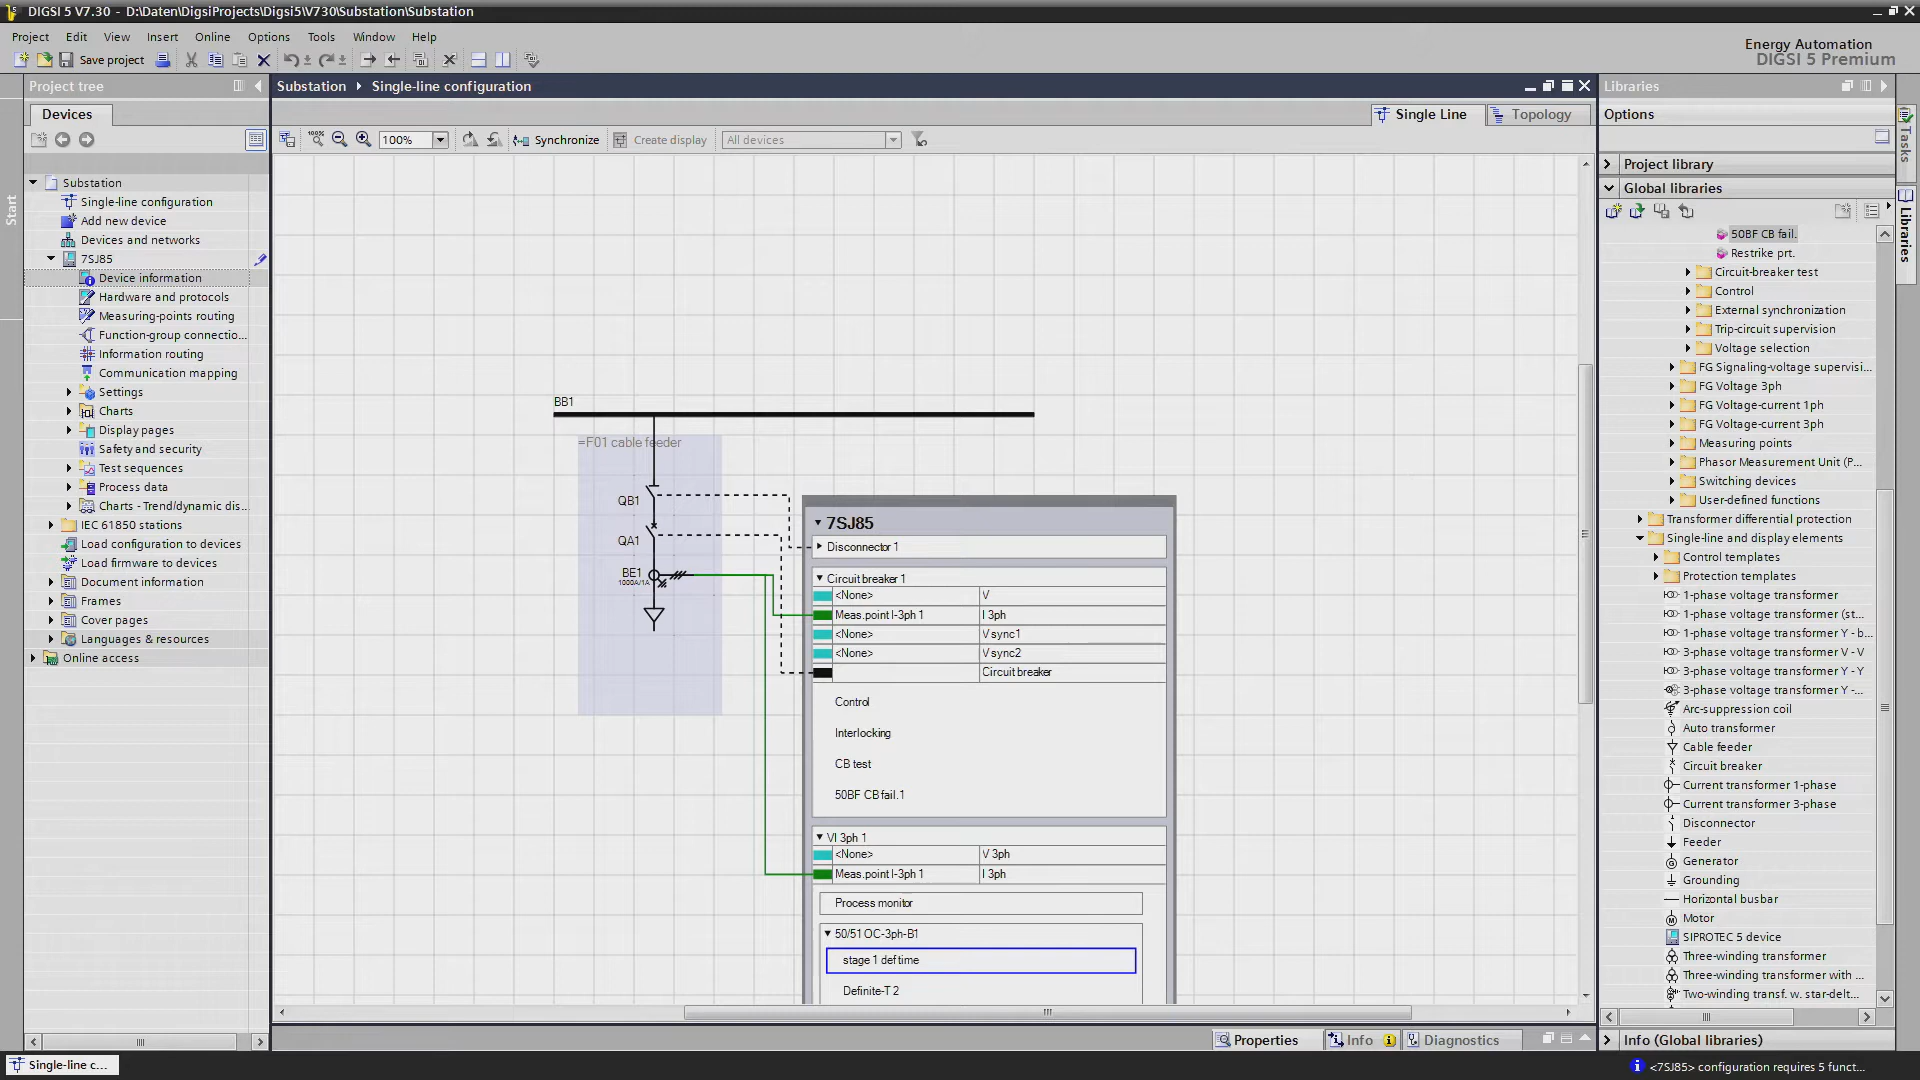 DIGSI 5 V7.30 - D:\Daten\DigsiProjects\Digsi5\V730\Substation\Substation
Project Edit View Insert Online Options Tools Window Help
Energy Automation
DIGSI 5 Premium
Save project
Project tree
Devices
Start
Substation
Single-line configuration
Add new device
Devices and networks
7SJ85
Device information
Hardware and protocols
Measuring-points routing
Function-group connectio...
Information routing
Communication mapping
Settings
Charts
Display pages
Safety and security
Test sequences
Process data
Charts - Trend/dynamic dis...
IEC 61850 stations
Load configuration to devices
Load firmware to devices
Document information
Frames
Cover pages
Languages & resources
Online access
Substation Single-line configuration
Single Line Topology
100%
100% Synchronize Create display All devices
BB1
=F01 cable feeder
QB1
QA1
BE1
1000A/1A
7SJ85
Disconnector 1
Circuit breaker 1
<None> V
Meas.point I-3ph 1 I 3ph
<None> V sync1
<None> V sync2
Circuit breaker
Control
Interlocking
CB test
50BF CB fail.1
VI 3ph 1
<None> V 3ph
Meas.point I-3ph 1 I 3ph
Process monitor
50/51 OC-3ph-B1
stage 1 def time
Definite-T 2
Properties Info Diagnostics
Libraries
Options
Project library
Global libraries
50BF CB fail.
Restrike prt.
Circuit-breaker test
Control
External synchronization
Trip-circuit supervision
Voltage selection
FG Signaling-voltage supervisi...
FG Voltage 3ph
FG Voltage-current 1ph
FG Voltage-current 3ph
Measuring points
Phasor Measurement Unit (P...
Switching devices
User-defined functions
Transformer differential protection
Single-line and display elements
Control templates
Protection templates
1-phase voltage transformer
1-phase voltage transformer (st...
1-phase voltage transformer Y - b...
3-phase voltage transformer V - V
3-phase voltage transformer Y - Y
3-phase voltage transformer Y -...
Arc-suppression coil
Auto transformer
Cable feeder
Circuit breaker
Current transformer 1-phase
Current transformer 3-phase
Disconnector
Feeder
Generator
Grounding
Horizontal busbar
Motor
SIPROTEC 5 device
Three-winding transformer
Three-winding transformer with ...
Two-winding transf. w. star-delt...
Info (Global libraries)
Tasks
Libraries
Single-line c...
<7SJ85> configuration requires 5 funct...